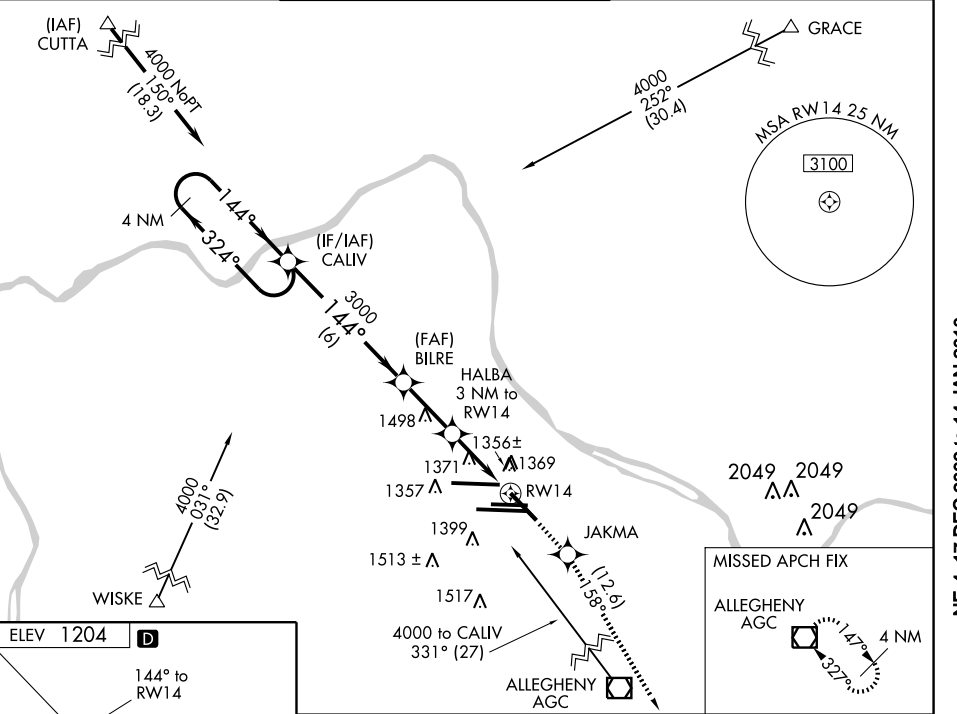 (IAF)
CUTTA
4000 NoPT
150°
(18.3)
GRACE
4000
252°
(30.4)
MSA RW14 25 NM
3100
4 NM
144°
324°
(IF/IAF)
CALIV
3000
144°
(6)
(FAF)
BILRE
HALBA
3 NM to
RW14
1498
1356±
1371
1369
1357
RW14
2049
2049
2049
1399
JAKMA
1513 ±
4000
031°
(32.9)
WISKE
1517
(12.6)
158°
4000 to CALIV
331° (27)
ALLEGHENY
AGC
MISSED APCH FIX
ALLEGHENY
AGC
147°
327°
4 NM
ELEV 1204 D
144° to
RW14